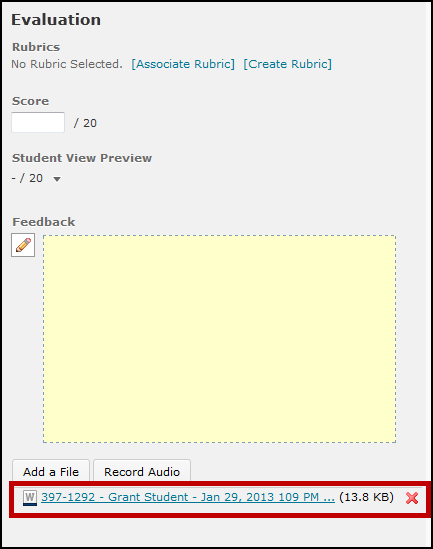 Evaluation
Rubrics
No Rubric Selected. [Associate Rubric] [Create Rubric]
Score
/ 20
Student View Preview
- / 20
Feedback
Add a File Record Audio
W 397-1292 - Grant Student - Jan 29, 2013 109 PM ... (13.8 KB)